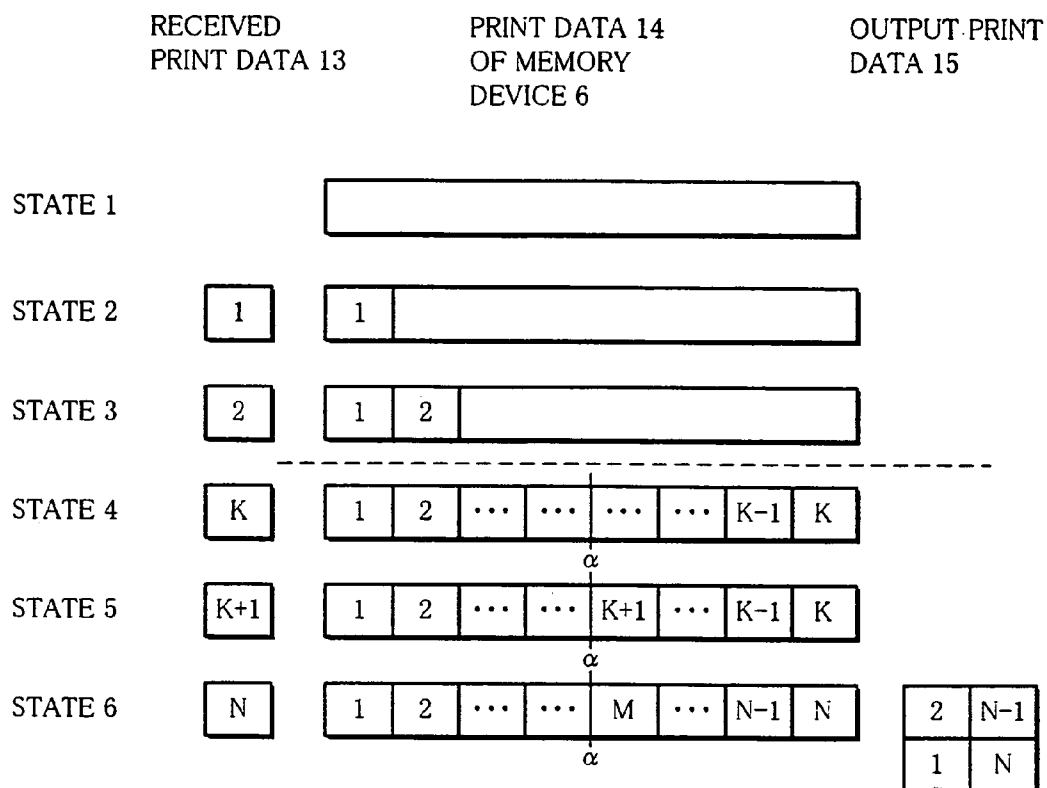 RECEIVED
PRINT DATA 13
PRINT DATA 14
OF MEMORY
DEVICE 6
OUTPUT PRINT
DATA 15
STATE 1
STATE 2 1 1
STATE 3 2 1 2
STATE 4 K 1 2 ··· ··· ··· ··· K-1 K
α
STATE 5 K+1 1 2 ··· ··· K+1 ··· K-1 K
α
STATE 6 N 1 2 ··· ··· M ··· N-1 N
α
2 N-1
1 N